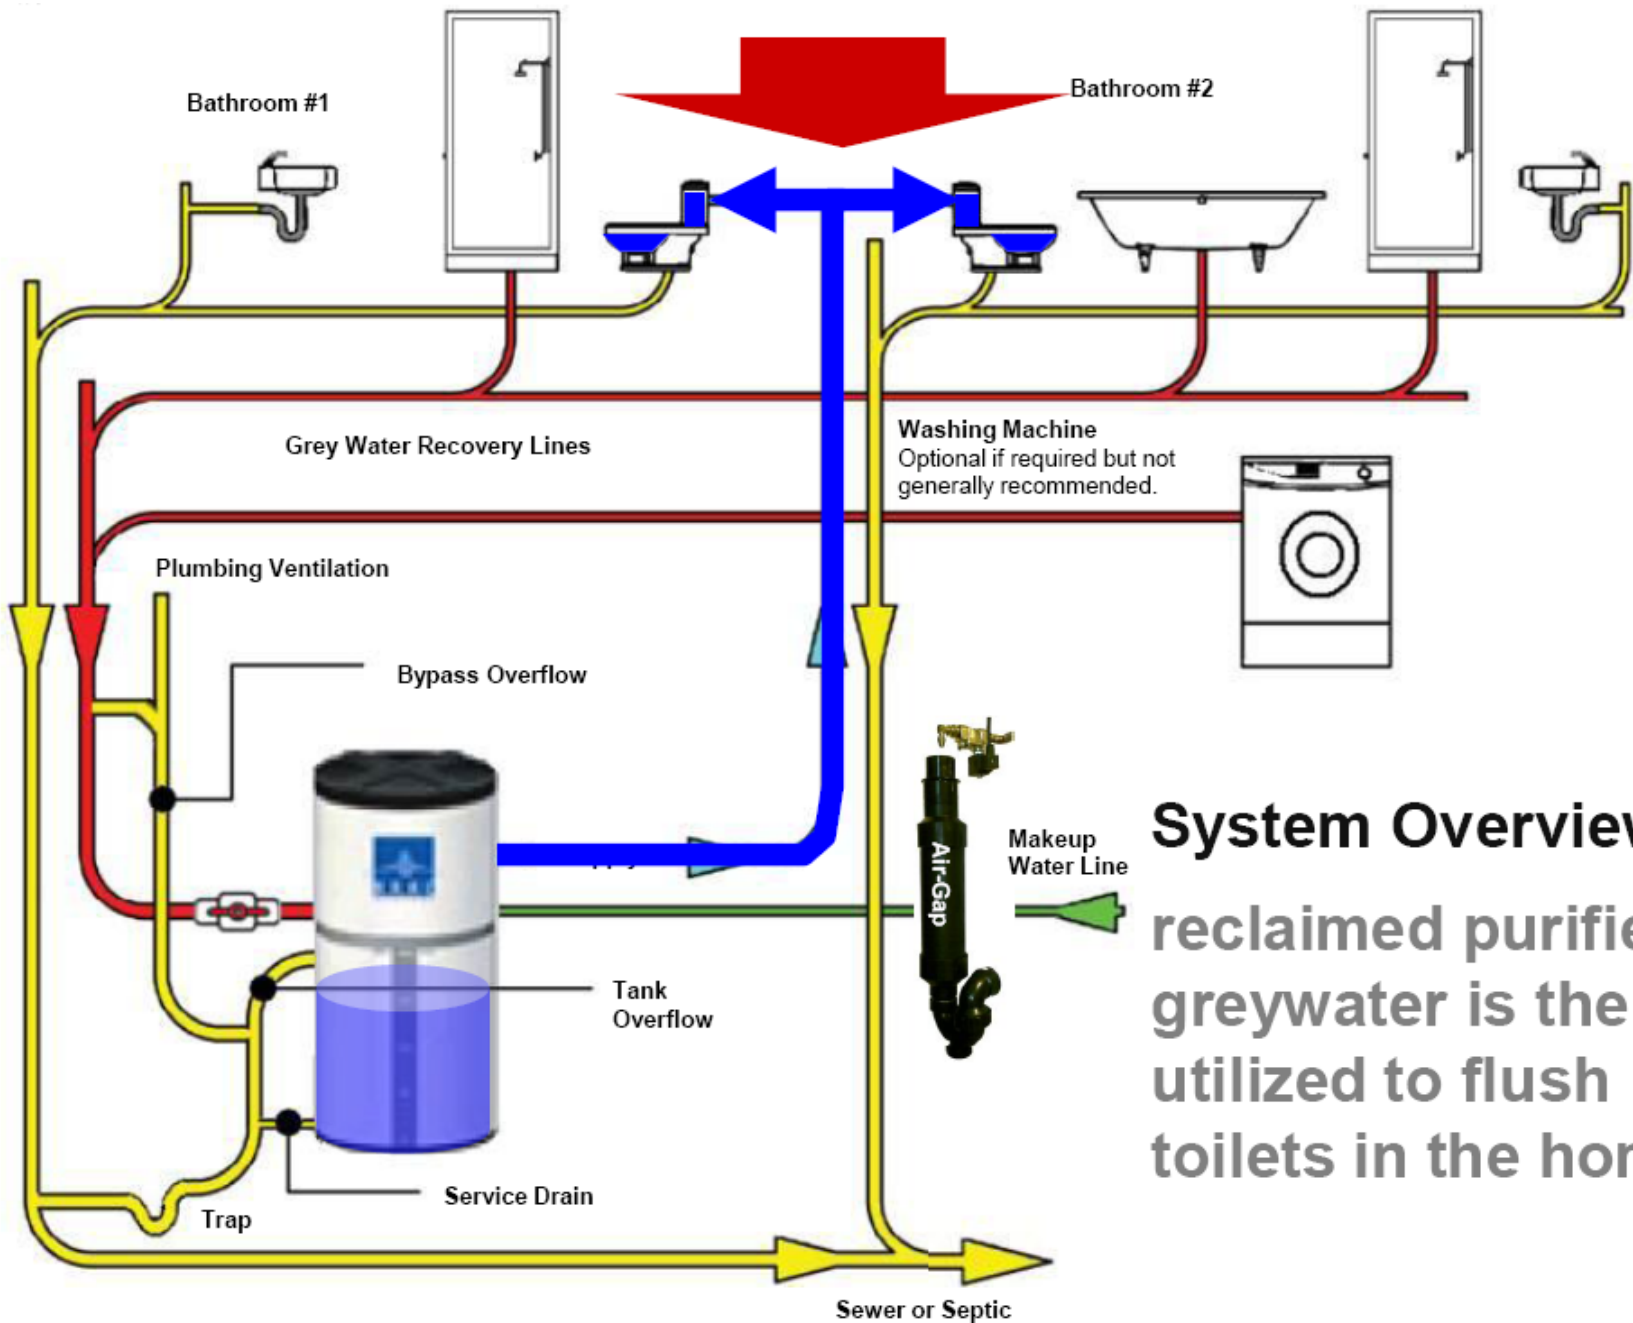 Bathroom #1
Bathroom #2
Grey Water Recovery Lines
Washing Machine
Optional if required but not
generally recommended.
Plumbing Ventilation
Bypass Overflow
Air-Gap
Makeup
Water Line
System Overview
reclaimed purifie
greywater is the
utilized to flush
toilets in the hor
Tank
Overflow
Service Drain
Trap
Sewer or Septic